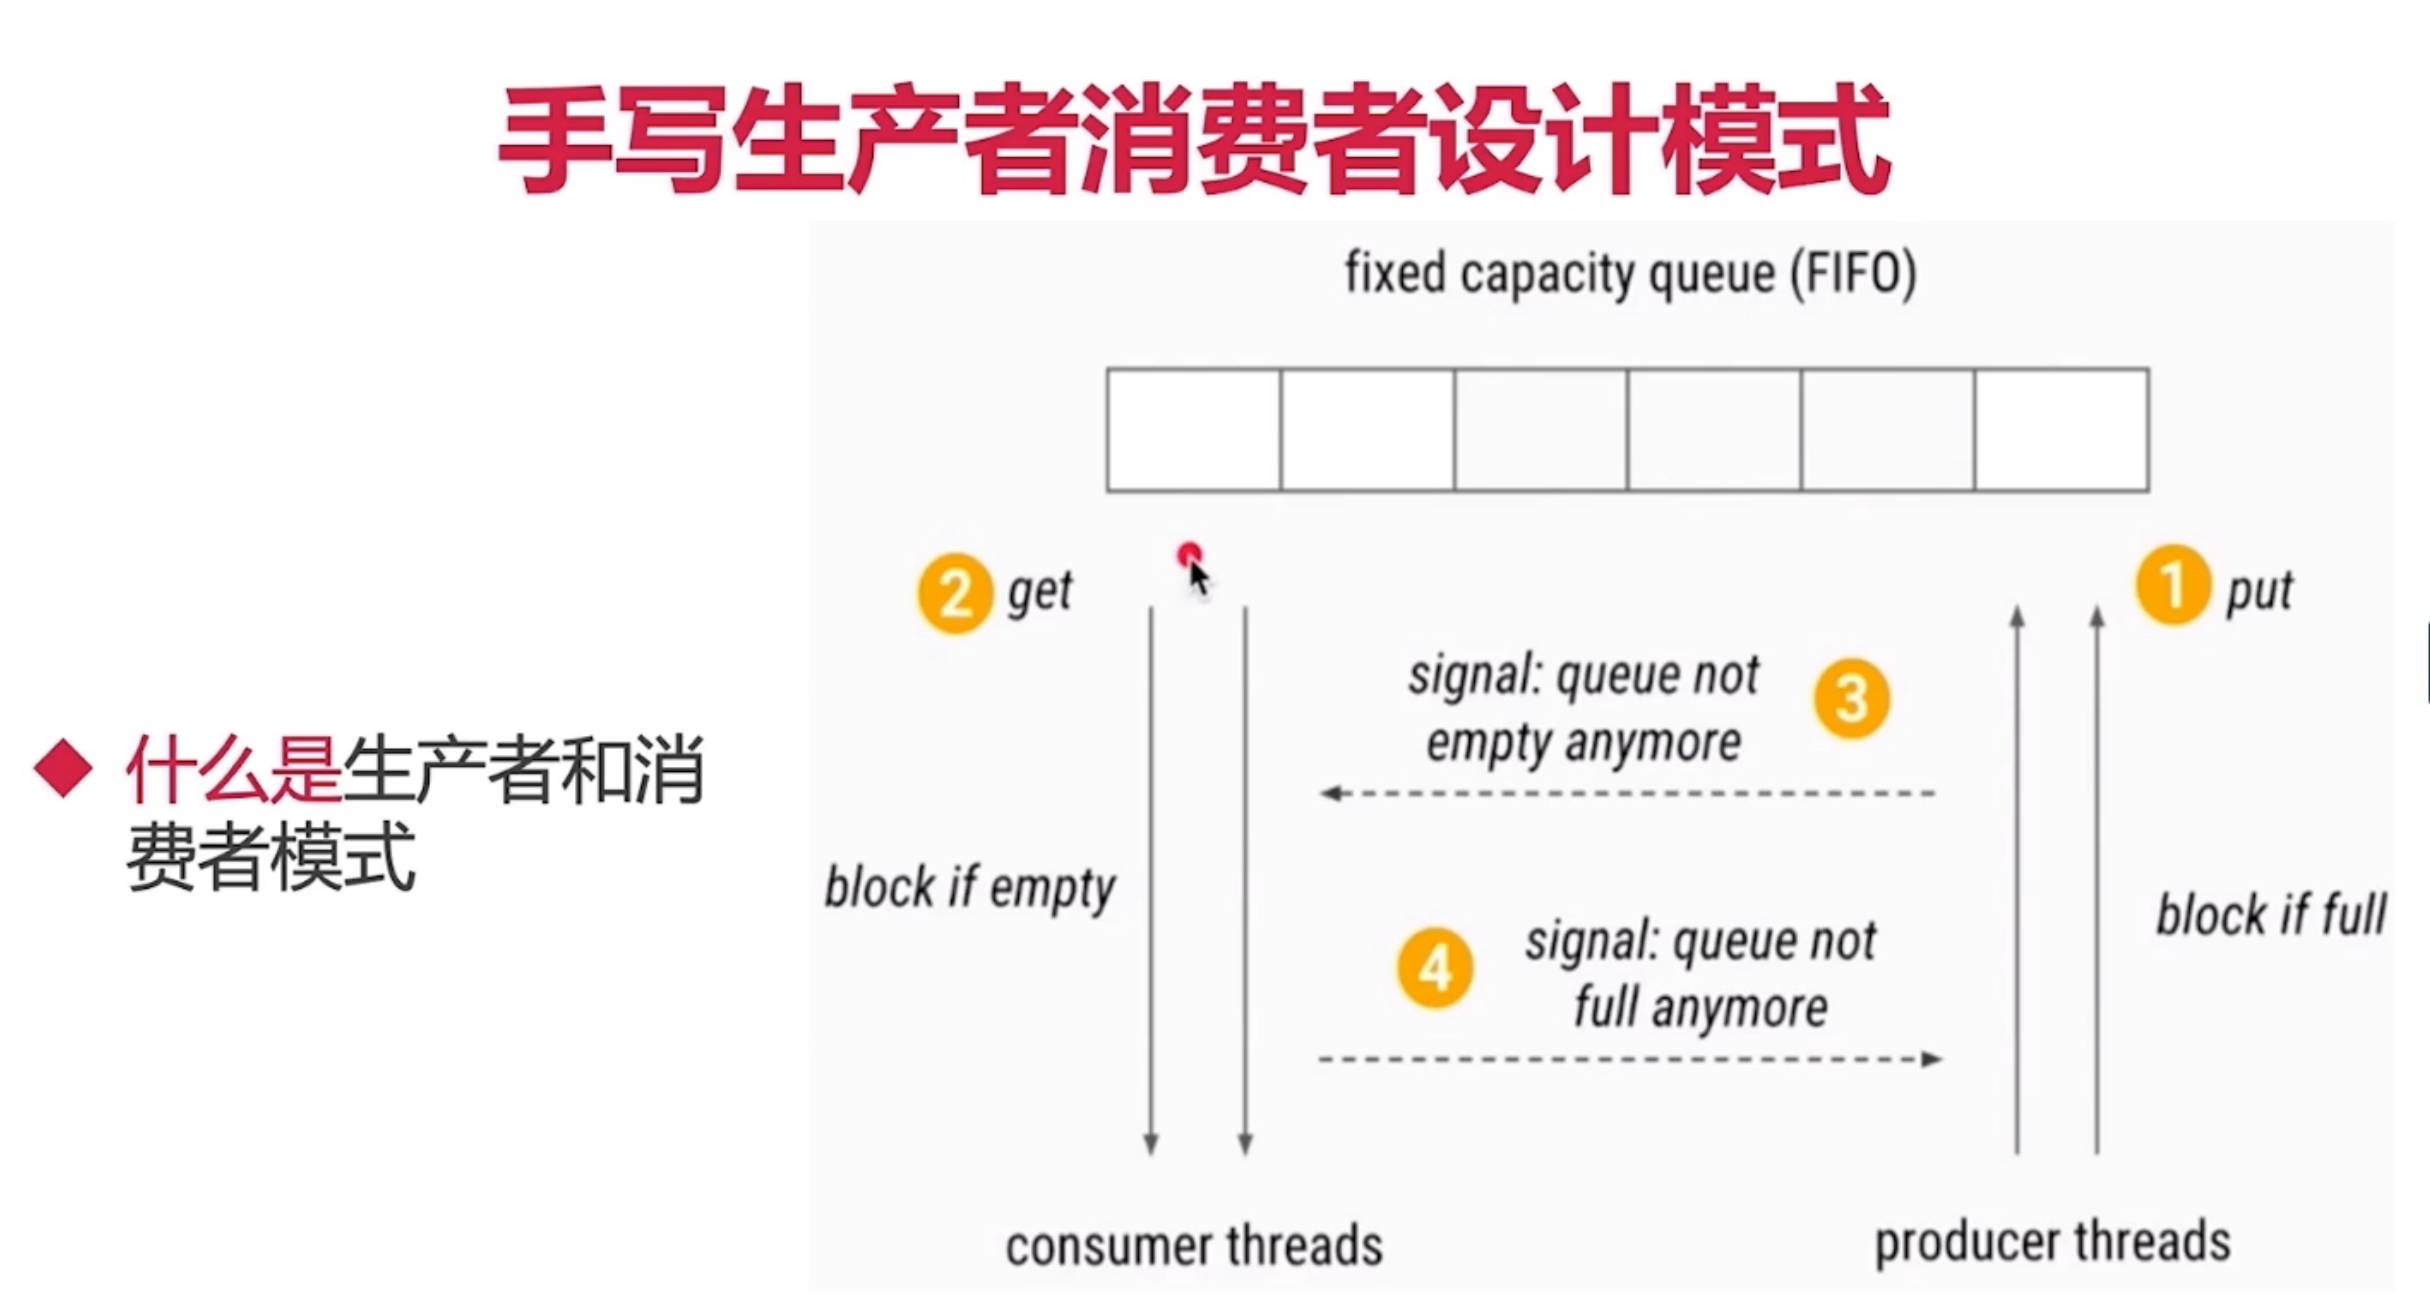 手写生产者消费者设计模式
fixed capacity queue (FIFO)
2 get
1 put
signal: queue not
empty anymore
3
什么是生产者和消
费者模式
block if empty
block if full
4
signal: queue not
full anymore
consumer threads
producer threads